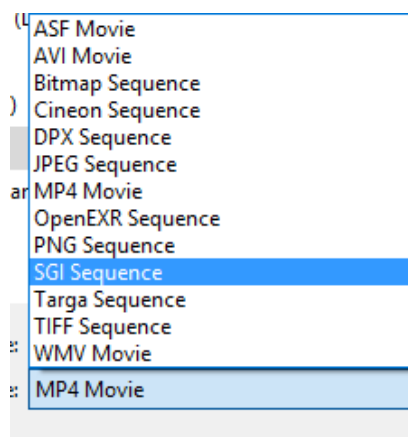 ASF Movie
AVI Movie
Bitmap Sequence
Cineon Sequence
DPX Sequence
JPEG Sequence
MP4 Movie
OpenEXR Sequence
PNG Sequence
SGI Sequence
Targa Sequence
TIFF Sequence
WMV Movie
MP4 Movie